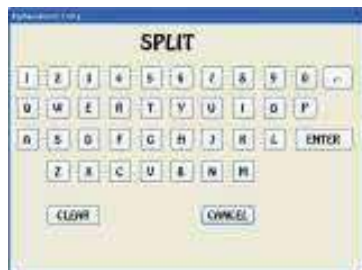 SPLIT
1 2 3 4 5 6 7 8 9 0
Q W E R T Y U I O P
A S D F G H J K L ENTER
Z X C V B N M
CLEAR CANCEL